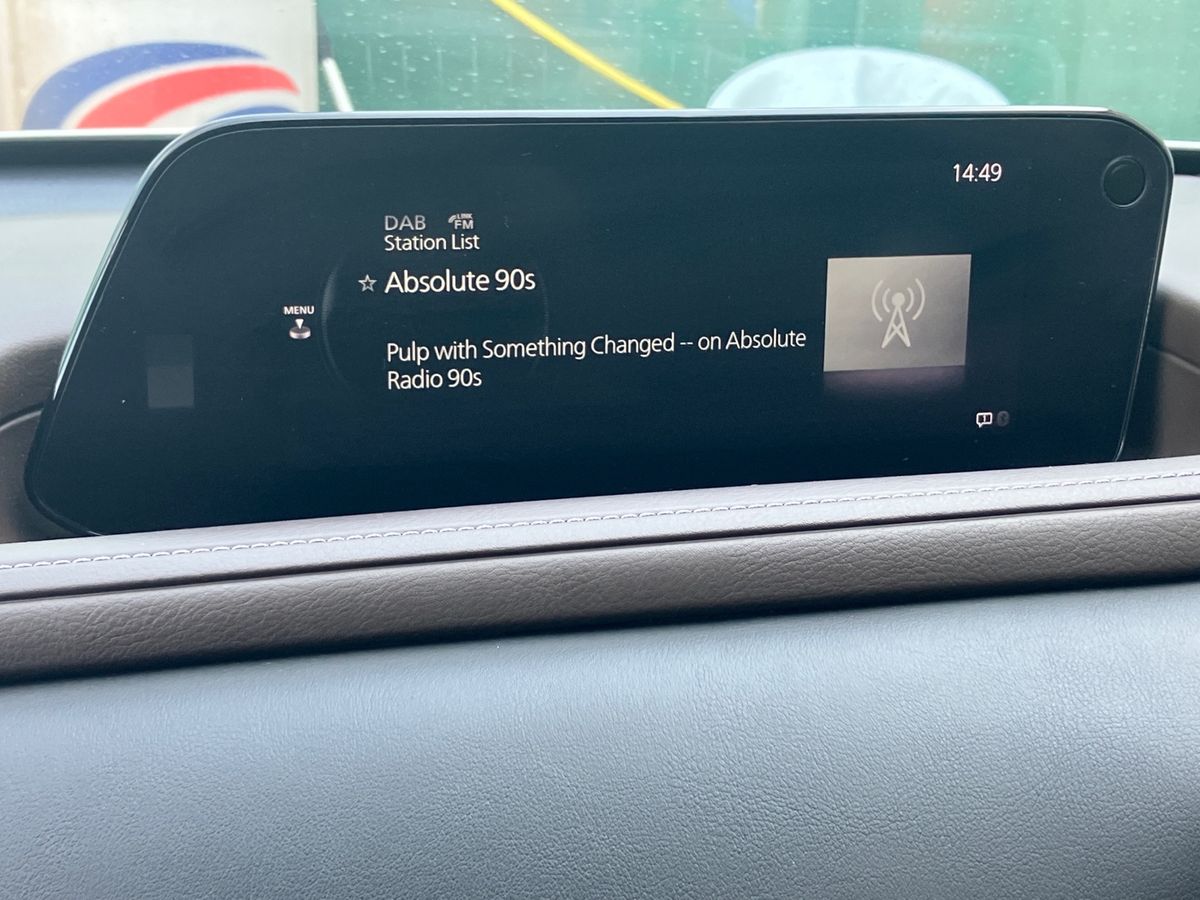 14:49
DAB LINK FM
Station List
Absolute 90s
MENU
Pulp with Something Changed -- on Absolute
Radio 90s